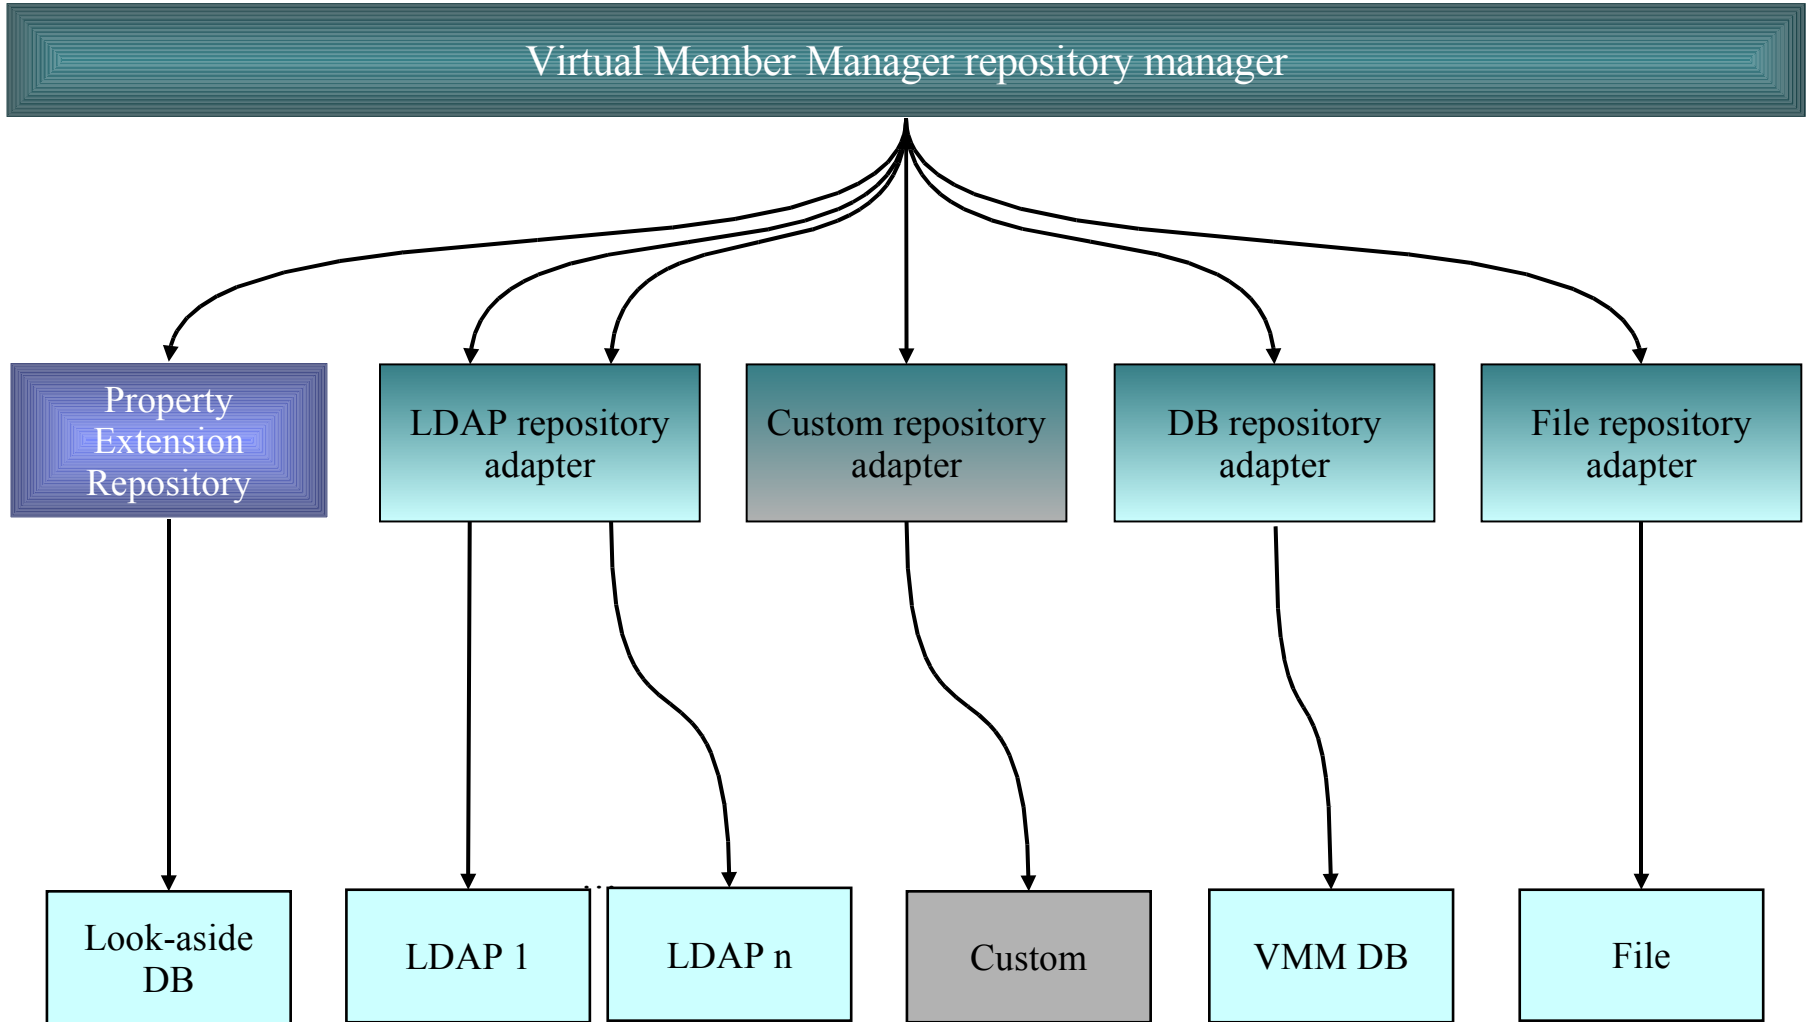 Virtual Member Manager repository manager
Property
Extension
Repository
LDAP repository
adapter
Custom repository
adapter
DB repository
adapter
File repository
adapter
Look-aside
DB
LDAP 1
...
LDAP n
Custom
VMM DB
File